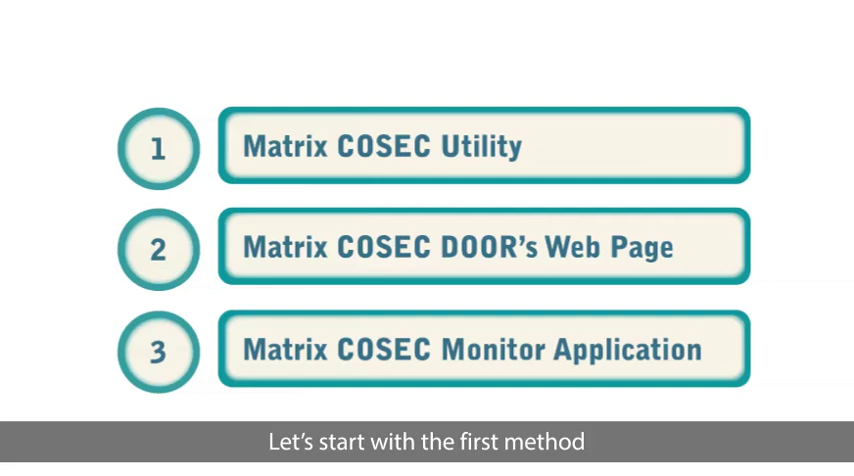 1
Matrix COSEC Utility
2
Matrix COSEC DOOR's Web Page
3
Matrix COSEC Monitor Application
Let's start with the first method